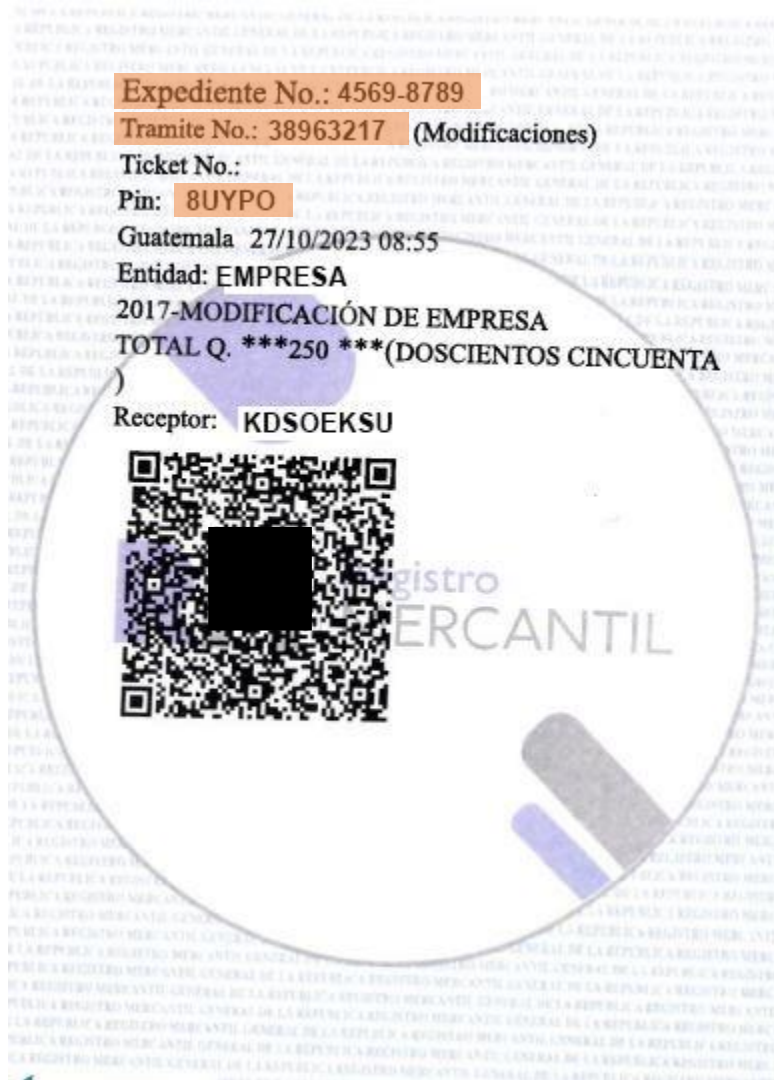 Expediente No.: 4569-8789
Tramite No.: 38963217 (Modificaciones)
Ticket No.:
Pin: 8UYPO
Guatemala 27/10/2023 08:55
Entidad: EMPRESA
2017-MODIFICACIÓN DE EMPRESA
TOTAL Q. ***250 ***(DOSCIENTOS CINCUENTA
)
Receptor: KDSOEKSU
gistro
ERCANTIL